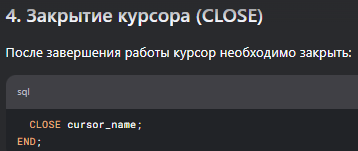 4. Закрытие курсора (CLOSE)
После завершения работы курсор необходимо закрыть:
sql
CLOSE cursor_name;
END;